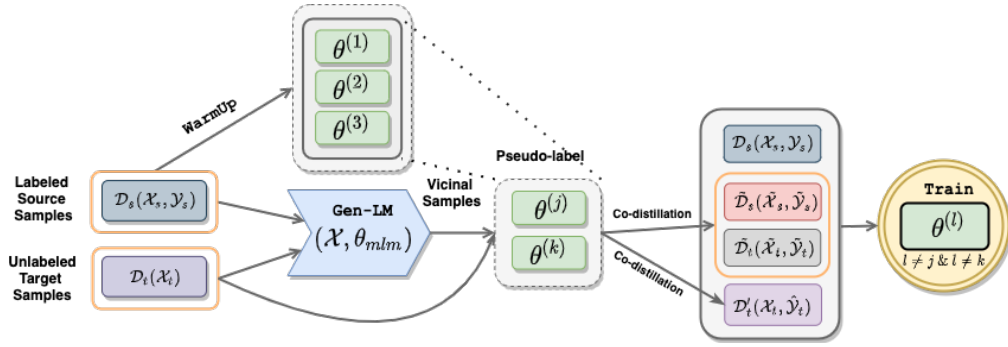 θ^(1)
θ^(2)
θ^(3)
WarmUp
Pseudo-label
Labeled
Source
Samples
D_s(X_s, Y_s)
Gen-LM
(X, θ_mlm)
Vicinal
Samples
θ^(j)
θ^(k)
Unlabeled
Target
Samples
D_t(X_t)
Co-distillation
Co-distillation
D_s(X_s, Y_s)
D̃_s(X̃_s, Ỹ_s)
D̃_t(X̃_t, Ỹ_t)
D'_t(X_t, Ŷ_t)
Train
θ^(l)
l ≠ j & l ≠ k